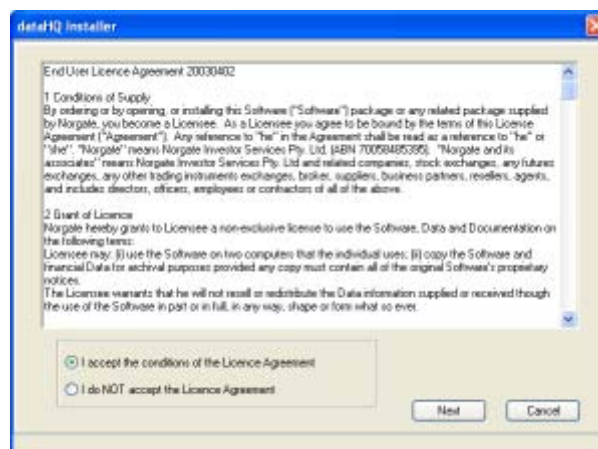 dataHQ Installer
End User Licence Agreement 20030402
1 Conditions of Supply
By ordering or by opening, or installing this Software ("Software") package or any related package supplied
by Norgate, you become a Licensee. As a Licensee you agree to be bound by the terms of this License
Agreement ("Agreement"). Any reference to "he" in the Agreement shall be read as a reference to "he" or
"she". "Norgate" means Norgate Investor Services Pty. Ltd. (ABN 70058485395). "Norgate and its
associates" means Norgate Investor Services Pty. Ltd and related companies, stock exchanges, any futures
exchanges, any other trading instruments exchanges, broker, suppliers, business partners, resellers, agents,
and includes directors, officers, employees or contractors of all of the above.
2 Grant of Licence
Norgate hereby grants to Licensee a non-exclusive license to use the Software, Data and Documentation on
the following terms:
Licensee may: (i) use the Software on two computers that the individual uses; (ii) copy the Software and
financial Data for archival purposes provided any copy must contain all of the original Software's proprietary
notices.
The Licensee warrants that he will not resell or redistribute the Data information supplied or received though
the use of the Software in part or in full, in any way, shape or form what so ever.
I accept the conditions of the Licence Agreement
I do NOT accept the Licence Agreement
Next
Cancel